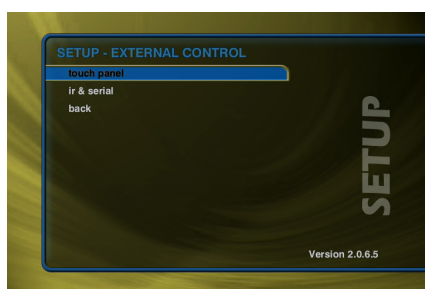 SETUP - EXTERNAL CONTROL
touch panel
ir & serial
back
SETUP
Version 2.0.6.5